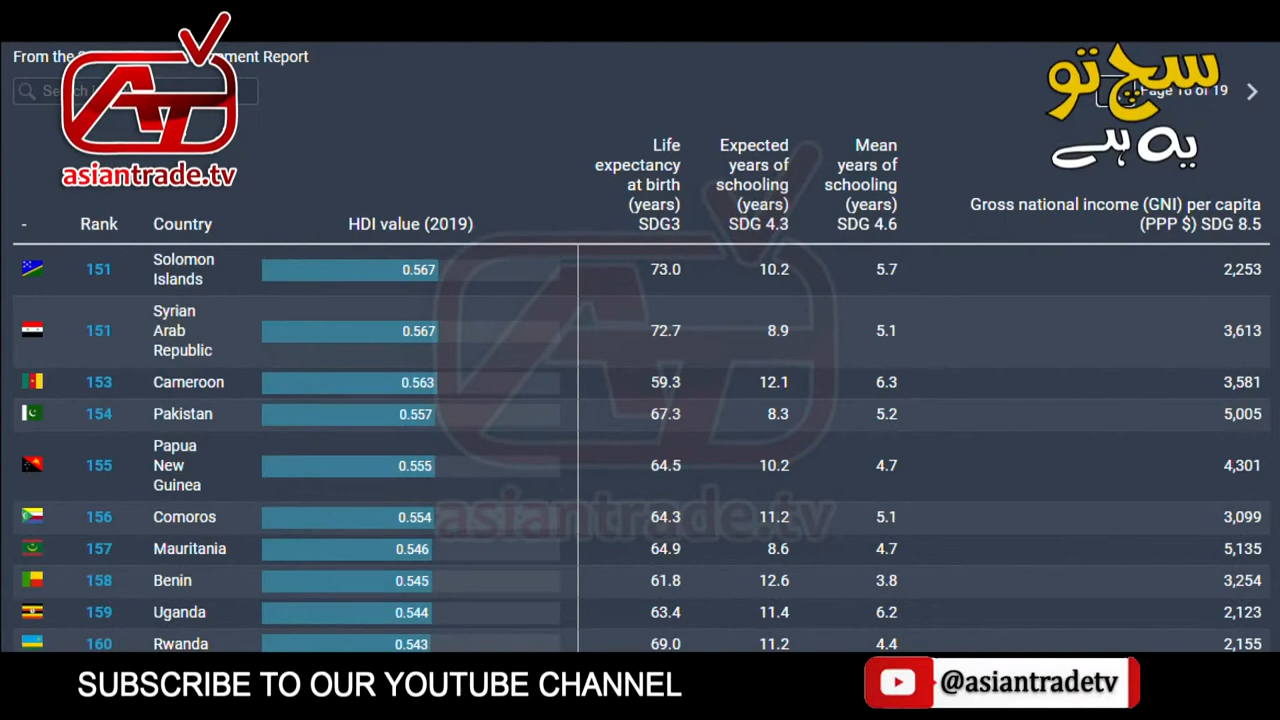 From the
ment Report
asiantrade.tv
سچ تو
یہ ہے
Page 16 of 19
Life expectancy at birth (years) SDG3
Expected years of schooling (years) SDG 4.3
Mean years of schooling (years) SDG 4.6
Gross national income (GNI) per capita (PPP $) SDG 8.5
- Rank Country HDI value (2019)
151 Solomon Islands 0.567 73.0 10.2 5.7 2,253
151 Syrian Arab Republic 0.567 72.7 8.9 5.1 3,613
153 Cameroon 0.563 59.3 12.1 6.3 3,581
154 Pakistan 0.557 67.3 8.3 5.2 5,005
155 Papua New Guinea 0.555 64.5 10.2 4.7 4,301
156 Comoros 0.554 64.3 11.2 5.1 3,099
157 Mauritania 0.546 64.9 8.6 4.7 5,135
158 Benin 0.545 61.8 12.6 3.8 3,254
159 Uganda 0.544 63.4 11.4 6.2 2,123
160 Rwanda 0.543 69.0 11.2 4.4 2,155
asiantrade.tv
SUBSCRIBE TO OUR YOUTUBE CHANNEL
@asiantradetv